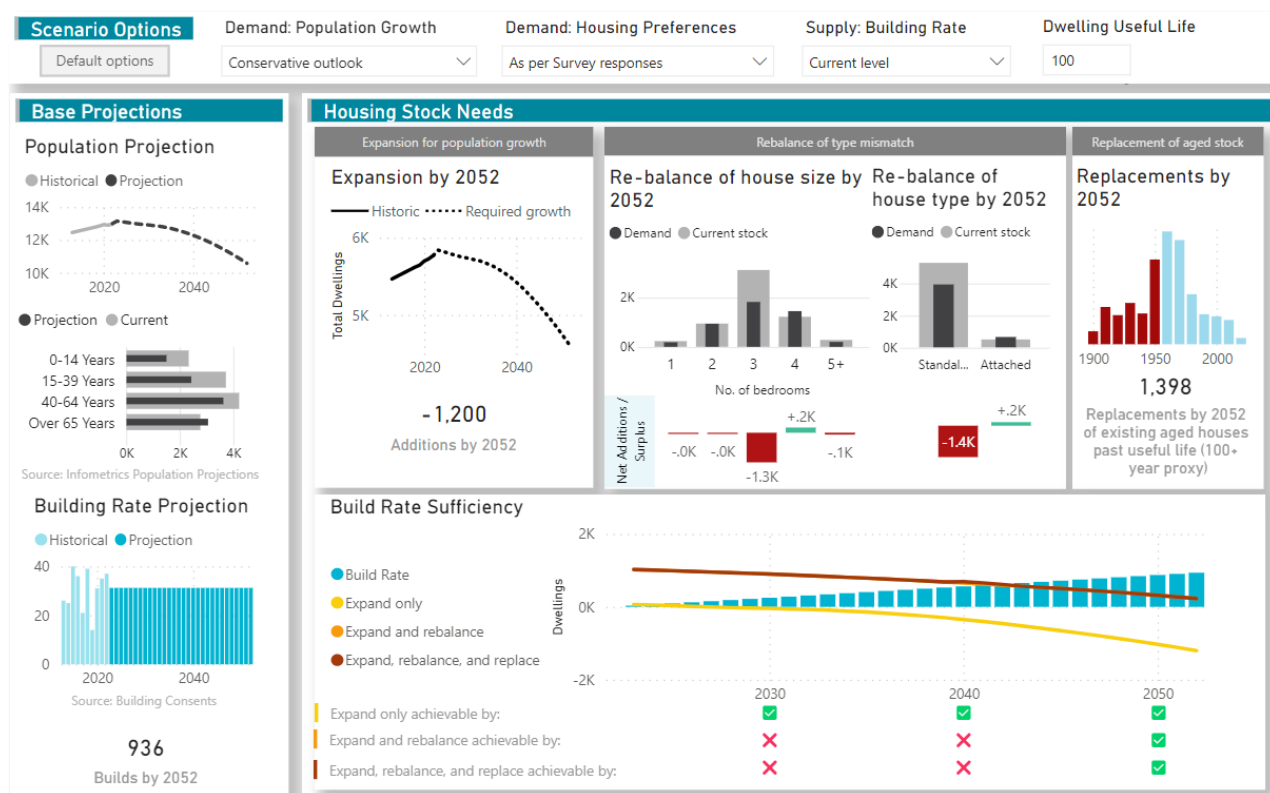 Scenario Options
Default options
Demand: Population Growth
Conservative outlook
Demand: Housing Preferences
As per Survey responses
Supply: Building Rate
Current level
Dwelling Useful Life
100
Base Projections
Population Projection
Historical Projection
14K
12K
10K
2020 2040
Projection Current
0-14 Years
15-39 Years
40-64 Years
Over 65 Years
0K 2K 4K
Source: Infometrics Population Projections
Building Rate Projection
Historical Projection
40
20
0
2020 2040
Source: Building Consents
936
Builds by 2052
Housing Stock Needs
Expansion for population growth
Expansion by 2052
Historic Required growth
6K
5K
Total Dwellings
2020 2040
-1,200
Additions by 2052
Rebalance of type mismatch
Re-balance of house size by
2052
Demand Current stock
2K
0K
1 2 3 4 5+
No. of bedrooms
Net Additions /
Surplus
-.0K -.0K -1.3K +.2K -.1K
Re-balance of
house type by 2052
Demand Current stock
4K
2K
0K
Standal... Attached
-1.4K +.2K
Replacement of aged stock
Replacements by
2052
1900 1950 2000
1,398
Replacements by 2052
of existing aged houses
past useful life (100+
year proxy)
Build Rate Sufficiency
Build Rate
Expand only
Expand and rebalance
Expand, rebalance, and replace
Dwellings
2K
0K
-2K
2030 2040 2050
Expand only achievable by:
Expand and rebalance achievable by:
Expand, rebalance, and replace achievable by: